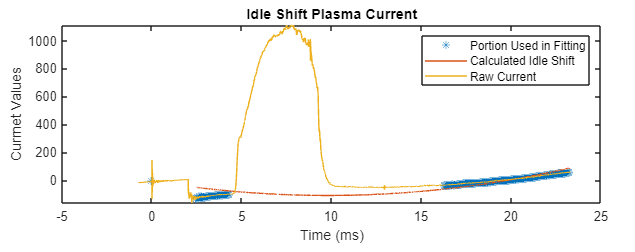 Idle Shift Plasma Current
1000
800
600
400
200
0
Currnet Values
Portion Used in Fitting
Calculated Idle Shift
Raw Current
-5
0
5
10
15
20
25
Time (ms)